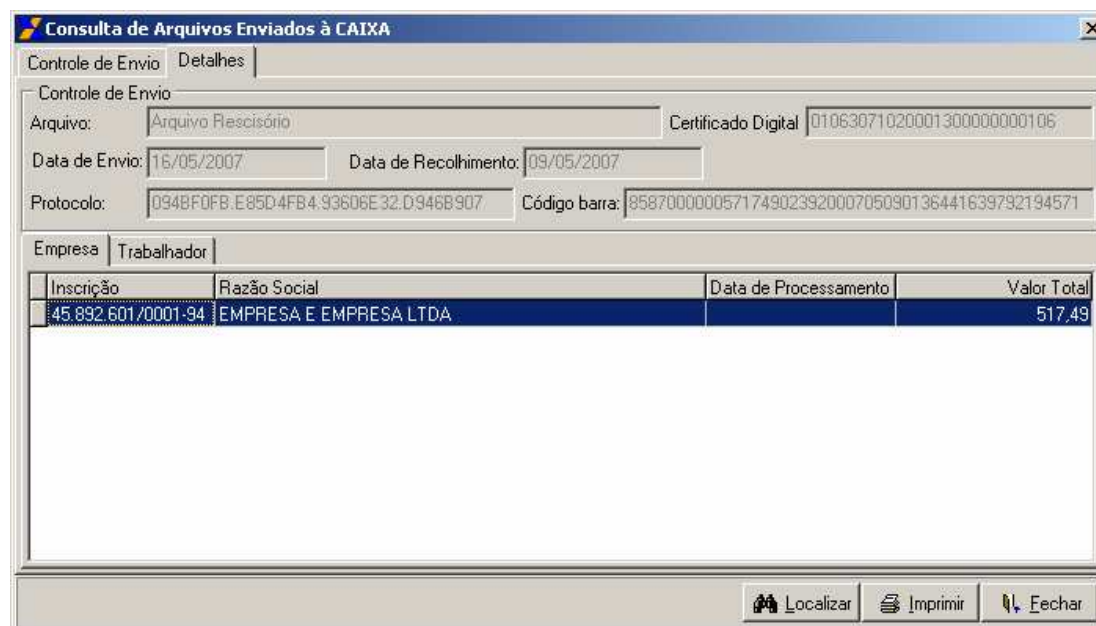 Consulta de Arquivos Enviados à CAIXA
Controle de Envio Detalhes
Controle de Envio
Arquivo: Arquivo Rescisório Certificado Digital 01063071020001300000000106
Data de Envio: 16/05/2007 Data de Recolhimento: 09/05/2007
Protocolo: 094BF0FB.E85D4FB4.93606E32.D946B907 Código barra: 85870000005717490239200070509013644163979219457​1
Empresa Trabalhador
Inscrição Razão Social Data de Processamento Valor Total
45.892.601/0001-94 EMPRESA E EMPRESA LTDA 517,49
Localizar Imprimir Fechar